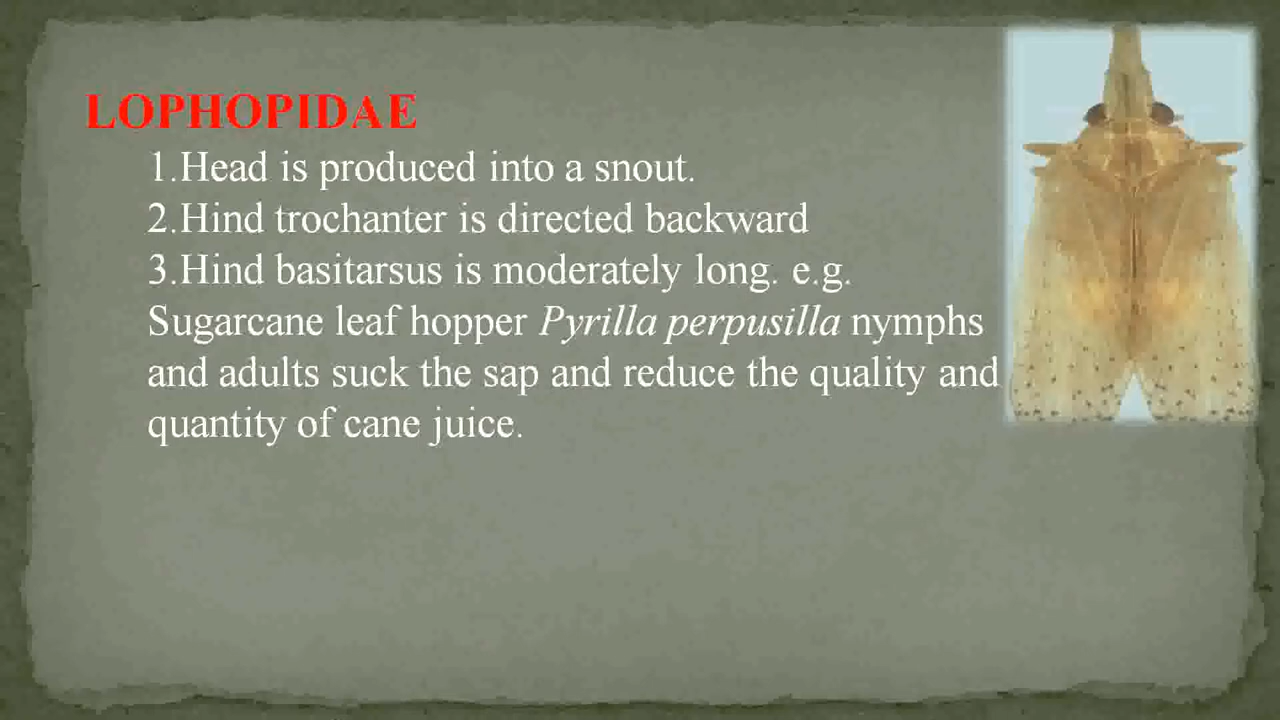 LOPHOPIDAE
1.Head is produced into a snout.
2.Hind trochanter is directed backward
3.Hind basitarsus is moderately long. e.g.
Sugarcane leaf hopper Pyrilla perpusilla nymphs
and adults suck the sap and reduce the quality and
quantity of cane juice.